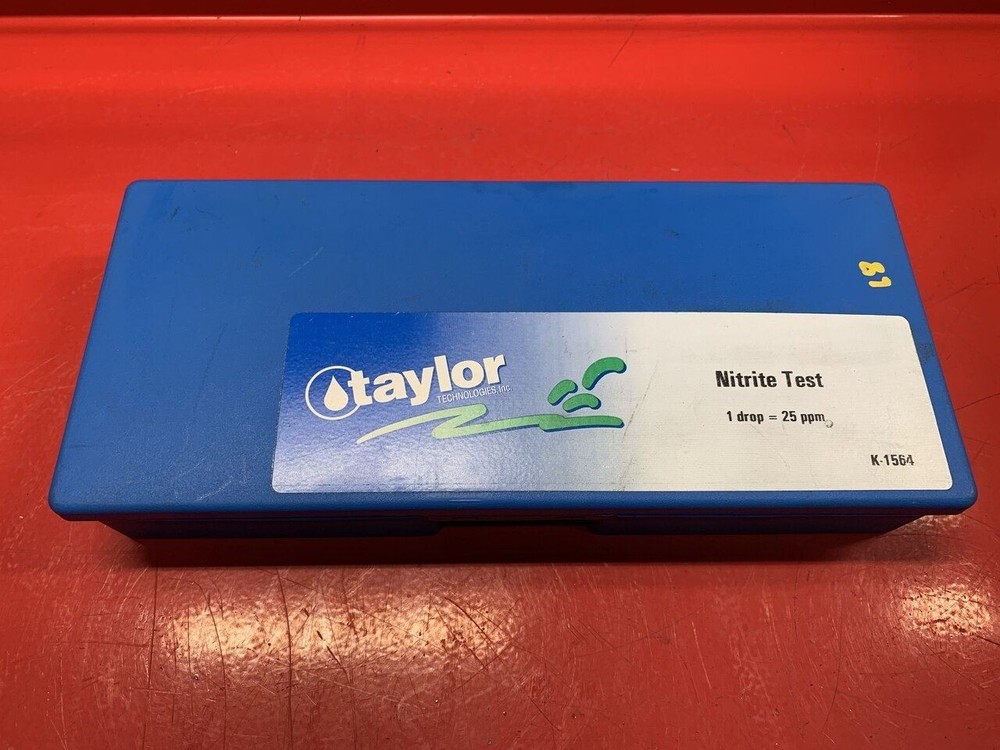 taylor
TECHNOLOGIES, Inc.
Nitrite Test
1 drop = 25 ppm
K-1564